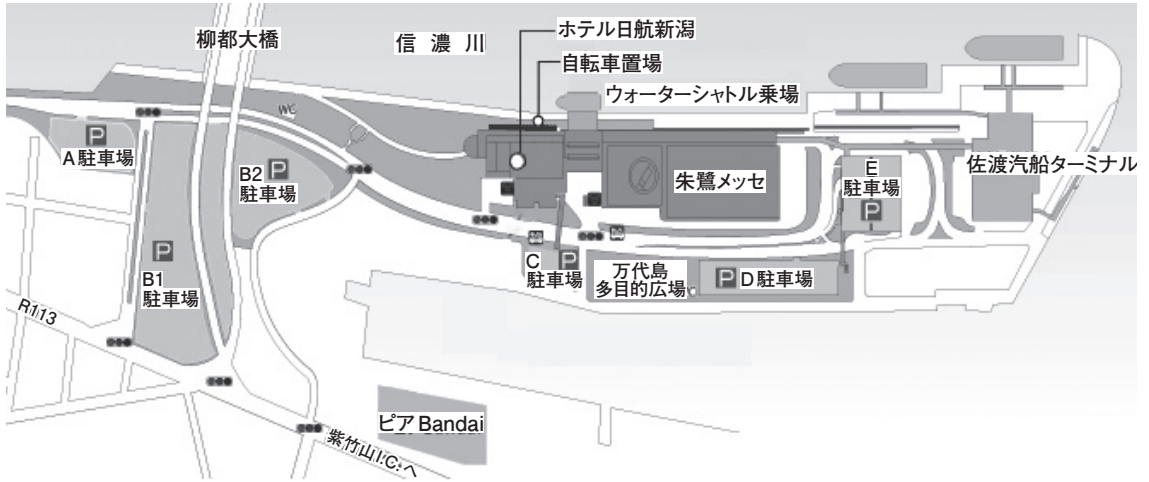 柳都大橋
信濃川
ホテル日航新潟
自転車置場
ウォーターシャトル乗場
WC
P
A駐車場
P
B2
駐車場
P
B1
駐車場
朱鷺メッセ
E
駐車場
P
佐渡汽船ターミナル
P
C
駐車場
万代島
多目的広場
P
D駐車場
R113
ピアBandai
紫竹山I.C.へ